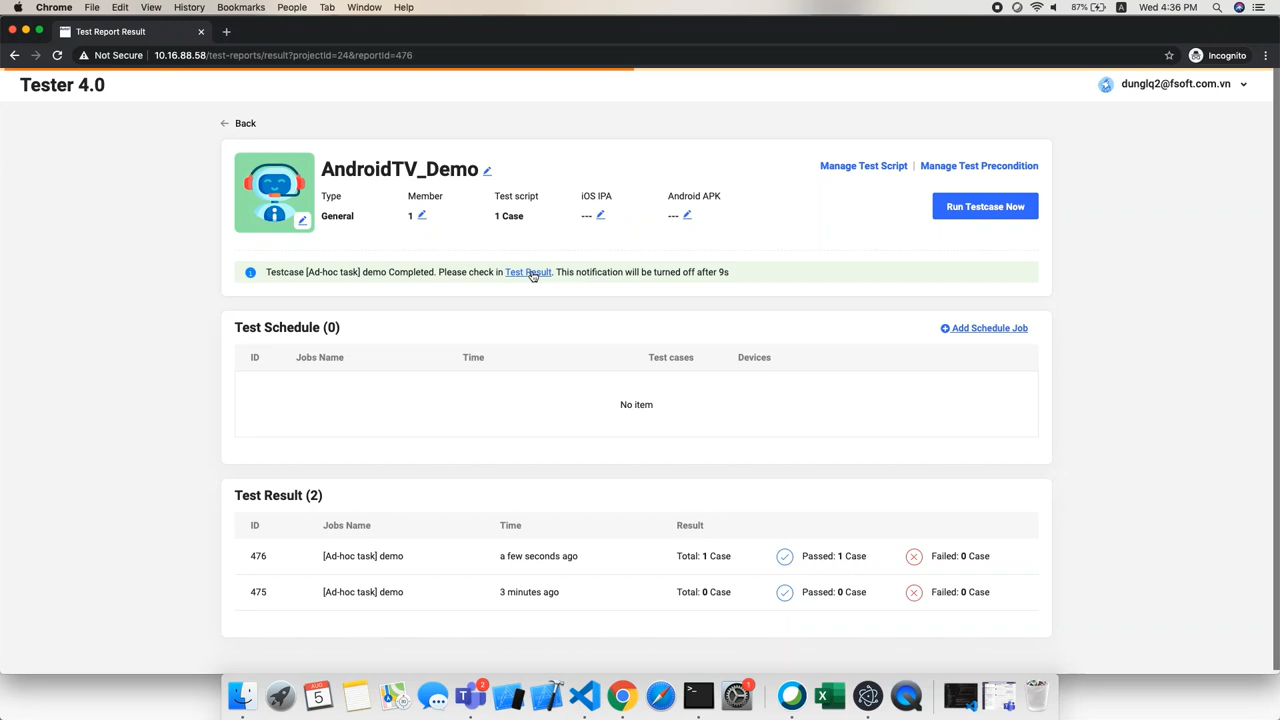 Chrome File Edit View History Bookmarks People Tab Window Help 87% A Wed 4:36 PM
Test Report Result
Not Secure 10.16.88.58/test-reports/result?projectId=24&reportId=476 Incognito
Tester 4.0 dunglq2@fsoft.com.vn
Back
AndroidTV_Demo Manage Test Script | Manage Test Precondition
Type Member Test script iOS IPA Android APK
General 1 1 Case --- --- Run Testcase Now
Testcase [Ad-hoc task] demo Completed. Please check in Test Result. This notification will be turned off after 9s
Test Schedule (0) Add Schedule Job
ID Jobs Name Time Test cases Devices
No item
Test Result (2)
ID Jobs Name Time Result
476 [Ad-hoc task] demo a few seconds ago Total: 1 Case Passed: 1 Case Failed: 0 Case
475 [Ad-hoc task] demo 3 minutes ago Total: 0 Case Passed: 0 Case Failed: 0 Case
AUG
5
2
1